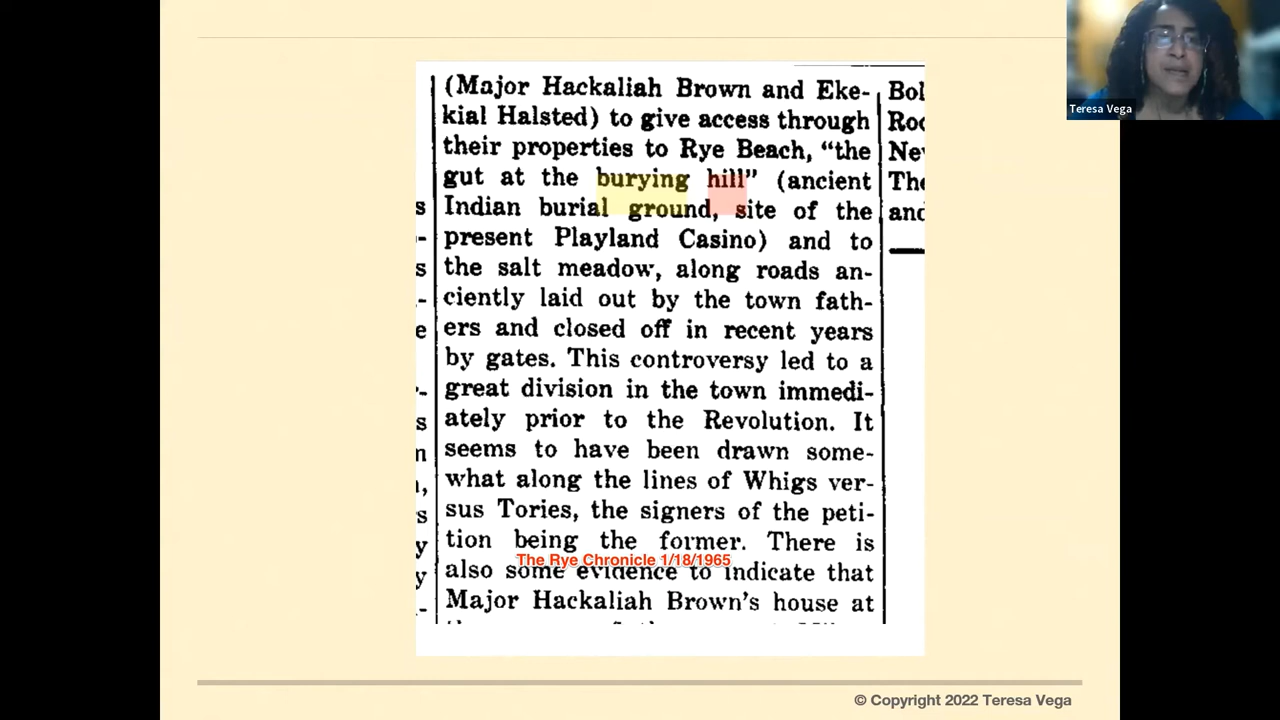 (Major Hackaliah Brown and Eke-
kial Halsted) to give access through
their properties to Rye Beach, “the
gut at the burying hill” (ancient
Indian burial ground, site of the
present Playland Casino) and to
the salt meadow, along roads an-
ciently laid out by the town fath-
ers and closed off in recent years
by gates. This controversy led to a
great division in the town immedi-
ately prior to the Revolution. It
seems to have been drawn some-
what along the lines of Whigs ver-
sus Tories, the signers of the peti-
tion being the former. There is
The Rye Chronicle 1/18/1965
also some evidence to indicate that
Major Hackaliah Brown’s house at
Teresa Vega
© Copyright 2022 Teresa Vega